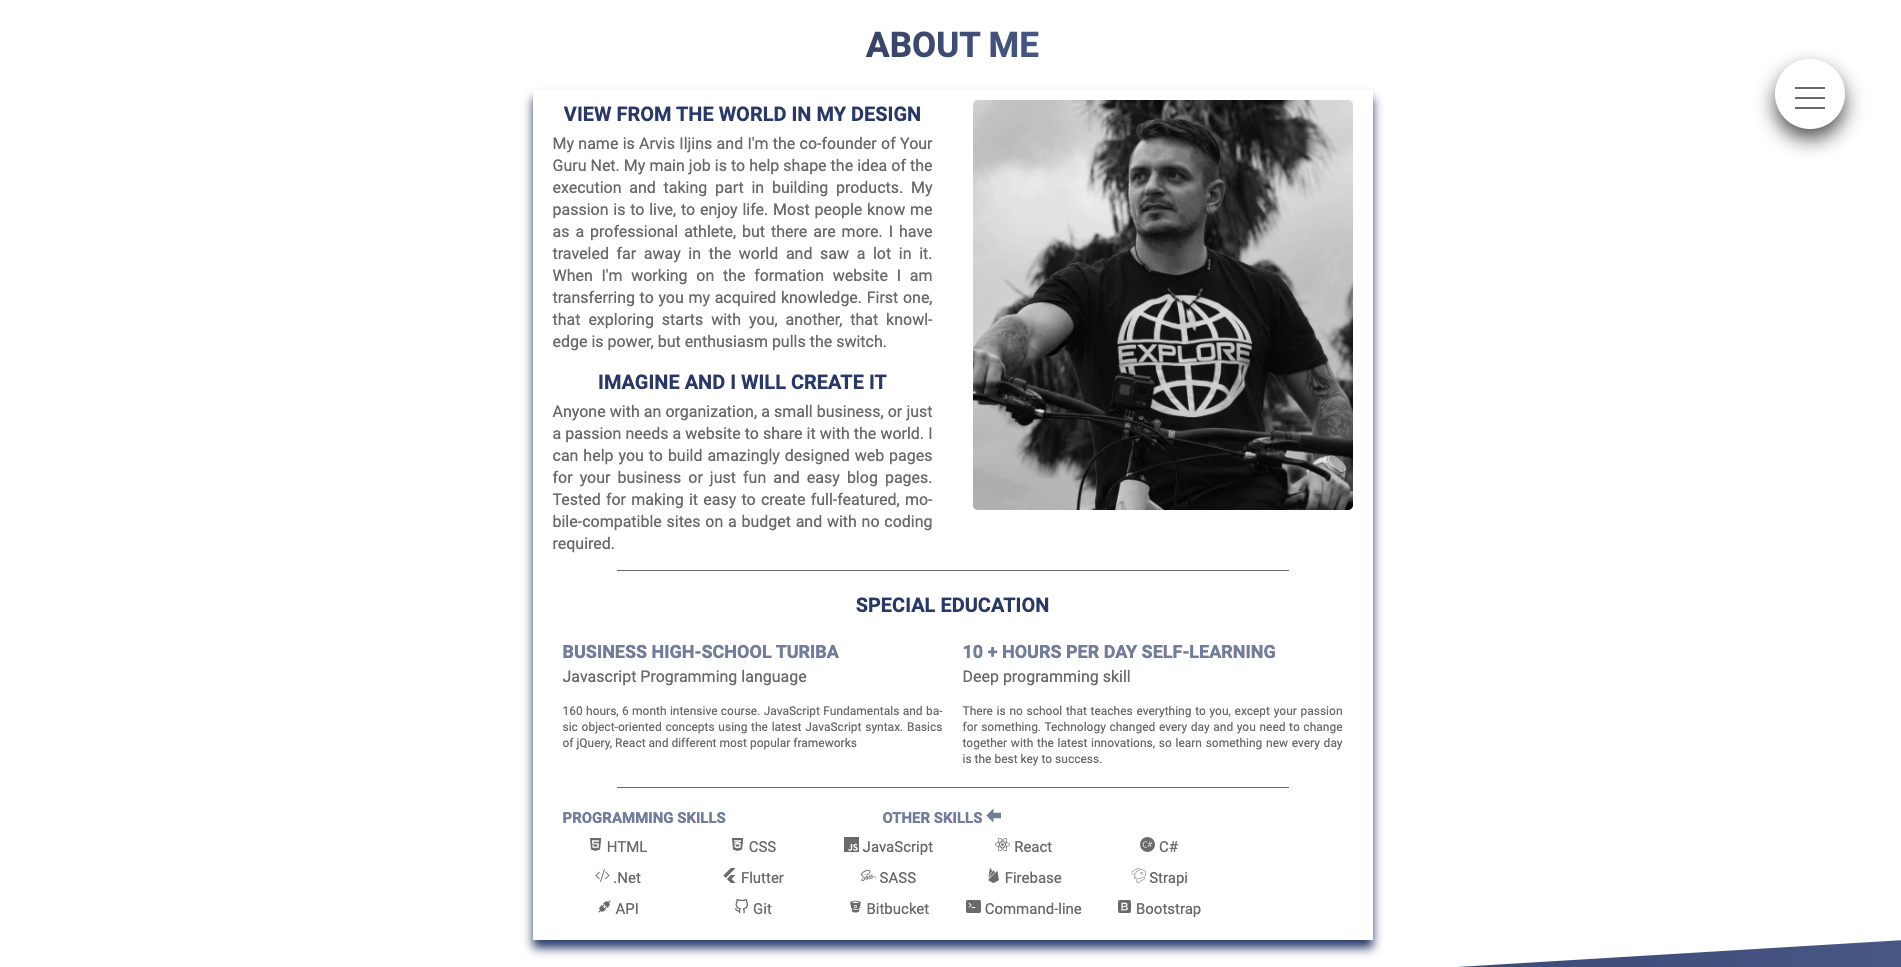 ABOUT ME
VIEW FROM THE WORLD IN MY DESIGN
My name is Arvis Iljins and I'm the co-founder of Your
Guru Net. My main job is to help shape the idea of the
execution and taking part in building products. My
passion is to live, to enjoy life. Most people know me
as a professional athlete, but there are more. I have
traveled far away in the world and saw a lot in it.
When I'm working on the formation website I am
transferring to you my acquired knowledge. First one,
that exploring starts with you, another, that knowl-
edge is power, but enthusiasm pulls the switch.
EXPLORE
IMAGINE AND I WILL CREATE IT
Anyone with an organization, a small business, or just
a passion needs a website to share it with the world. I
can help you to build amazingly designed web pages
for your business or just fun and easy blog pages.
Tested for making it easy to create full-featured, mo-
bile-compatible sites on a budget and with no coding
required.
SPECIAL EDUCATION
BUSINESS HIGH-SCHOOL TURIBA
Javascript Programming language
160 hours, 6 month intensive course. JavaScript Fundamentals and ba-
sic object-oriented concepts using the latest JavaScript syntax. Basics
of jQuery, React and different most popular frameworks
10 + HOURS PER DAY SELF-LEARNING
Deep programming skill
There is no school that teaches everything to you, except your passion
for something. Technology changed every day and you need to change
together with the latest innovations, so learn something new every day
is the best key to success.
PROGRAMMING SKILLS OTHER SKILLS
HTML CSS JavaScript React C#
.Net Flutter SASS Firebase Strapi
API Git Bitbucket Command-line Bootstrap